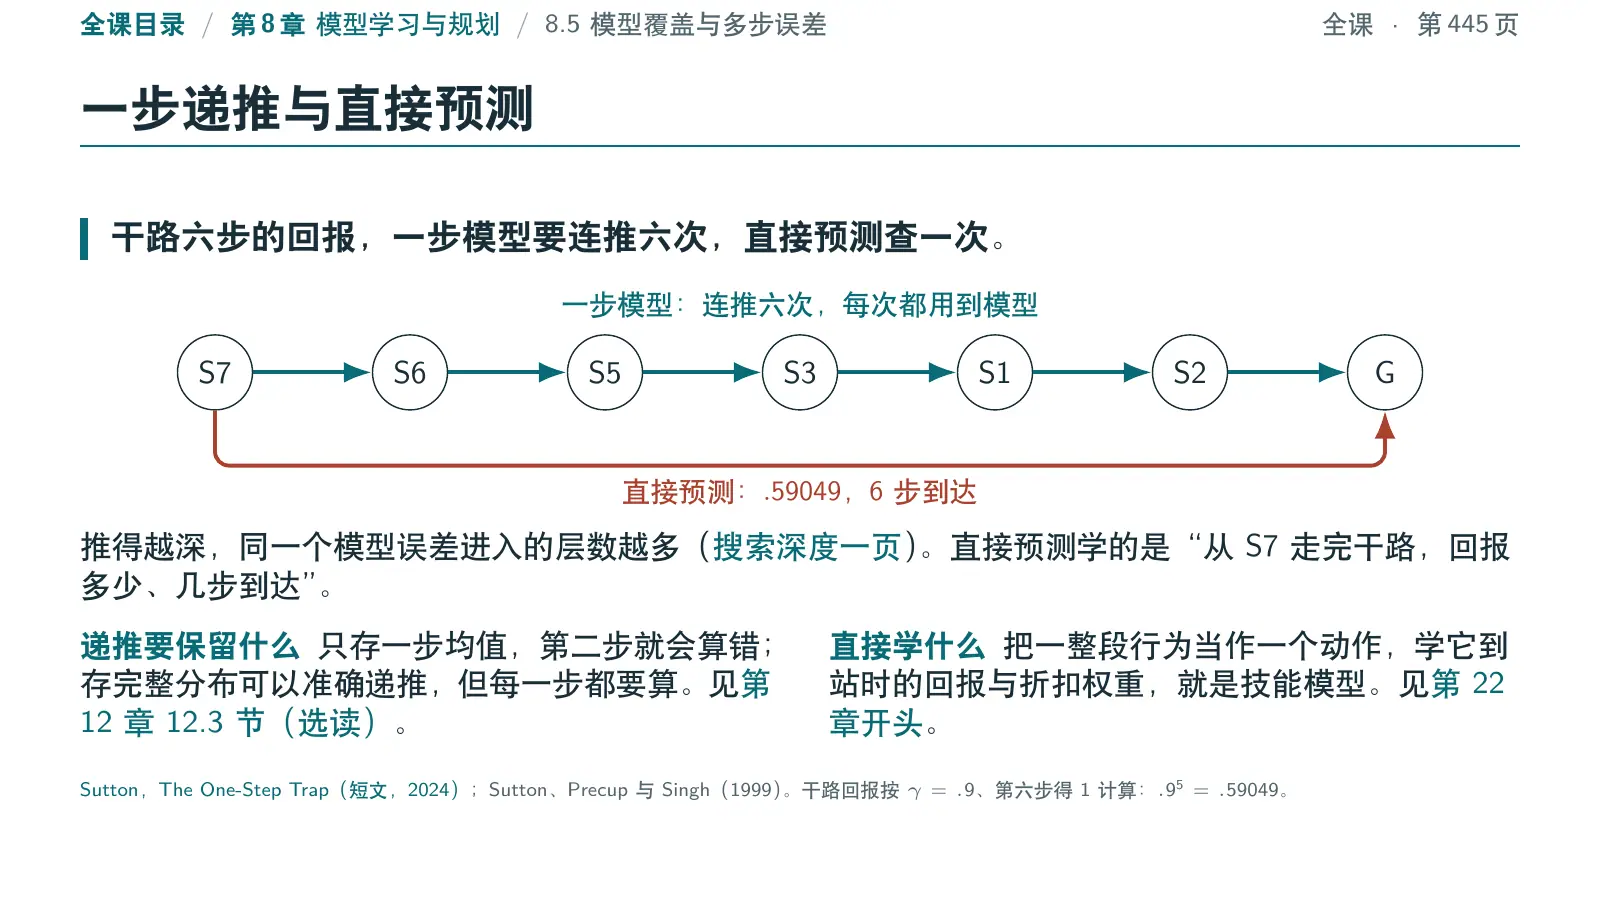 全课目录 / 第 8 章 模型学习与规划 / 8.5 模型覆盖与多步误差
全课 · 第 445 页
一步递推与直接预测
干路六步的回报，一步模型要连推六次，直接预测查一次。
一步模型：连推六次，每次都用到模型
S7 S6 S5 S3 S1 S2 G
直接预测：.59049，6 步到达
推得越深，同一个模型误差进入的层数越多（搜索深度一页）。直接预测学的是“从 S7 走完干路，回报
多少、几步到达”。
递推要保留什么 只存一步均值，第二步就会算错；
存完整分布可以准确递推，但每一步都要算。见第
12 章 12.3 节（选读）。
直接学什么 把一整段行为当作一个动作，学它到
站时的回报与折扣权重，就是技能模型。见第 22
章开头。
Sutton，The One-Step Trap（短文，2024）；Sutton、Precup 与 Singh（1999）。干路回报按 γ = .9、第六步得 1 计算：.9⁵ = .59049。